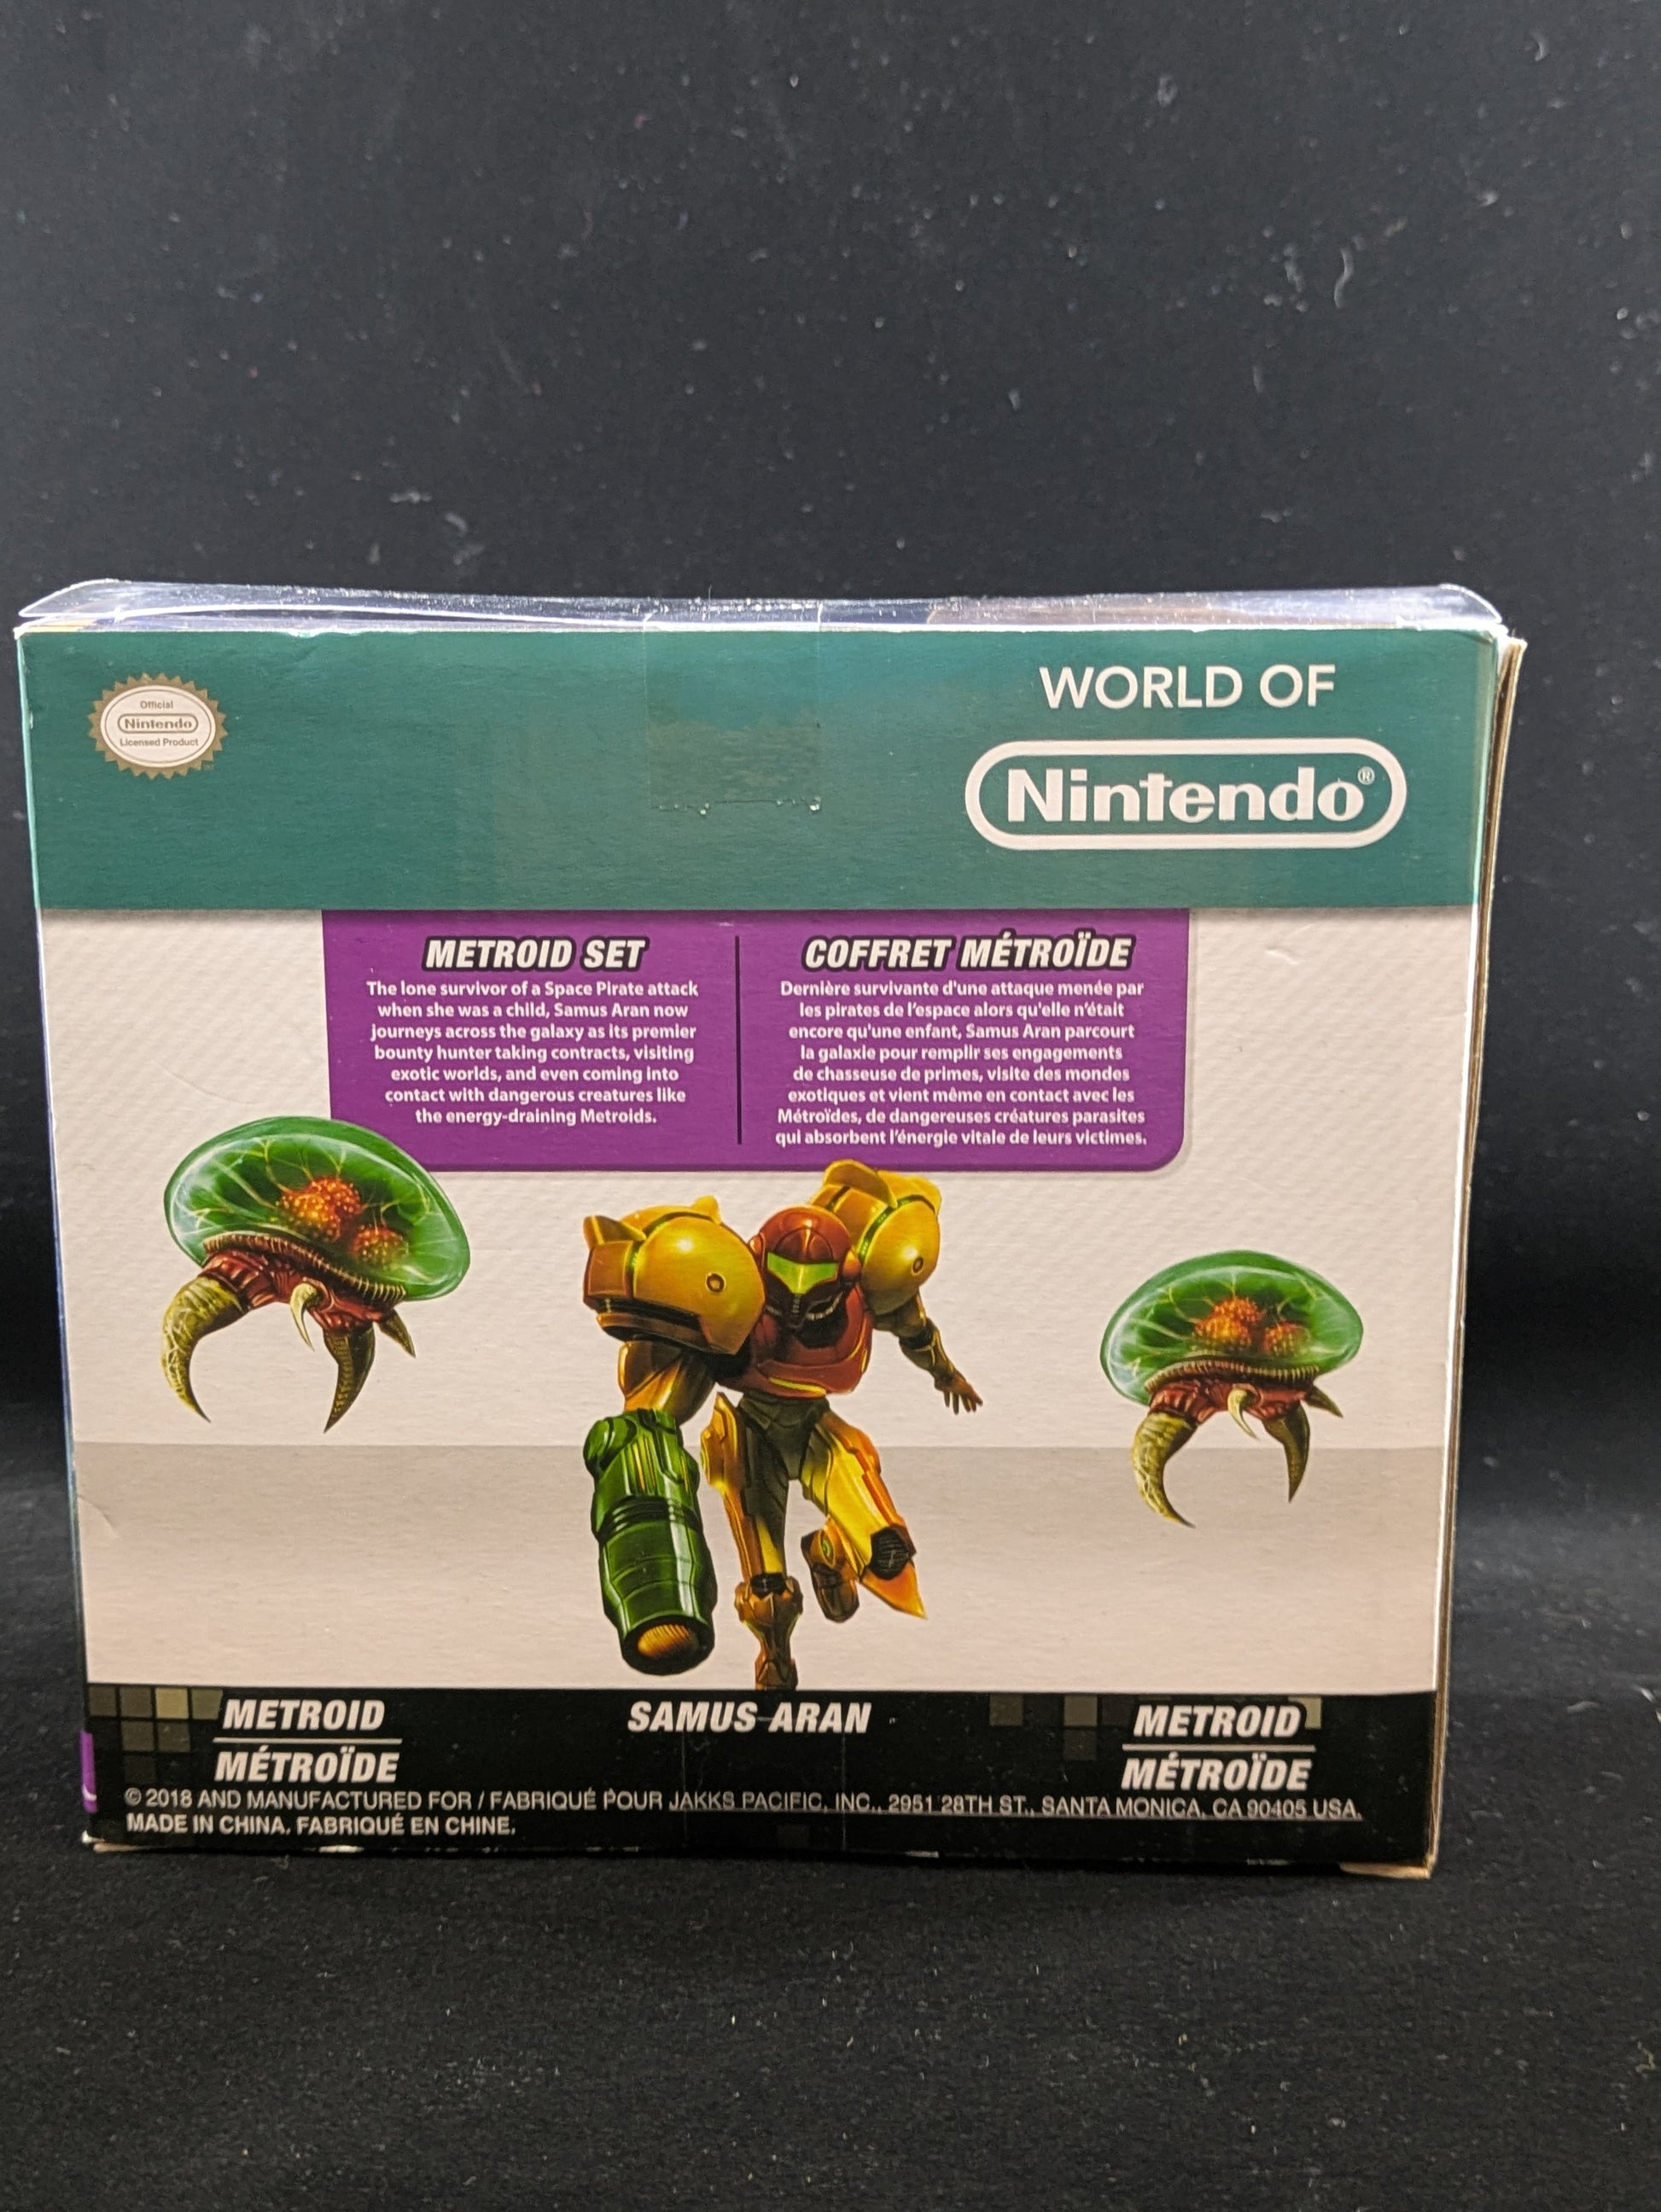 Official
Nintendo
Licensed Product
WORLD OF
Nintendo®
METROID SET
The lone survivor of a Space Pirate attack
when she was a child, Samus Aran now
journeys across the galaxy as its premier
bounty hunter taking contracts, visiting
exotic worlds, and even coming into
contact with dangerous creatures like
the energy-draining Metroids.
COFFRET MÉTROÏDE
Dernière survivante d'une attaque menée par
les pirates de l'espace alors qu'elle n'était
encore qu'une enfant, Samus Aran parcourt
la galaxie pour remplir ses engagements
de chasseuse de primes, visite des mondes
exotiques et vient même en contact avec les
Métroïdes, de dangereuses créatures parasites
qui absorbent l'énergie vitale de leurs victimes.
METROID
MÉTROÏDE
SAMUS ARAN
METROID
MÉTROÏDE
© 2018 AND MANUFACTURED FOR / FABRIQUÉ POUR JAKKS PACIFIC, INC., 2951 28TH ST., SANTA MONICA, CA 90405 USA.
MADE IN CHINA. FABRIQUÉ EN CHINE.